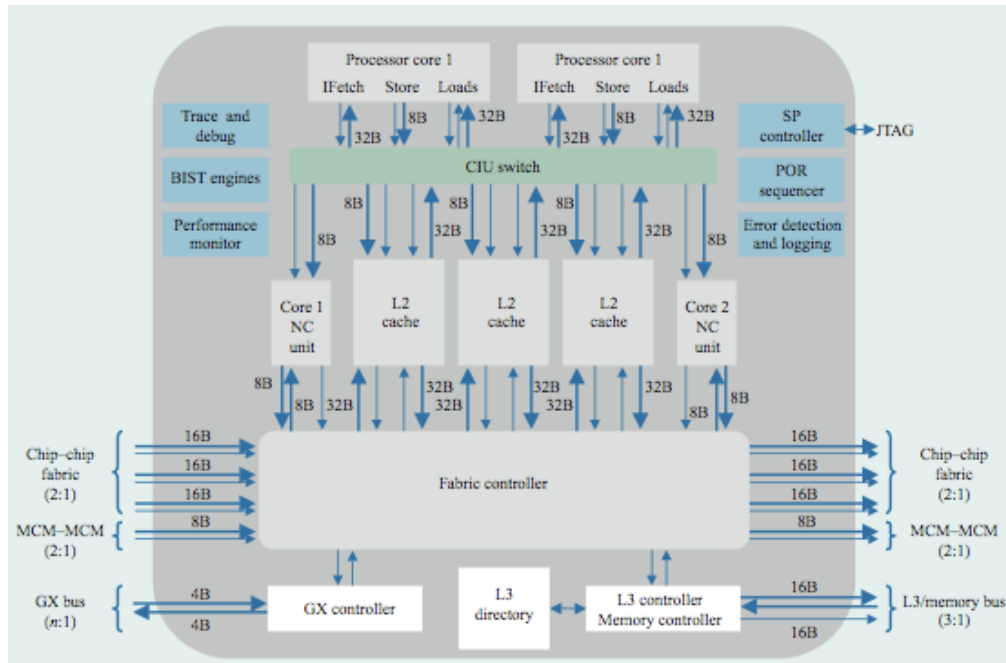 Processor core 1
Processor core 1
IFetch Store Loads
IFetch Store Loads
8B
32B
32B
8B
32B
32B
Trace and
debug
SP
controller
JTAG
CIU switch
BIST engines
POR
sequencer
Performance
monitor
Error detection
and logging
8B
8B
32B
8B
32B
8B
32B
8B
Core 1
NC
unit
L2
cache
L2
cache
L2
cache
Core 2
NC
unit
8B
8B
32B
32B
32B
32B
32B
32B
8B
8B
Chip–chip
fabric
(2:1)
16B
16B
16B
MCM–MCM
(2:1)
8B
Fabric controller
16B
16B
16B
Chip–chip
fabric
(2:1)
8B
MCM–MCM
(2:1)
GX bus
(n:1)
4B
4B
GX controller
L3
directory
L3 controller
Memory controller
16B
16B
L3/memory bus
(3:1)